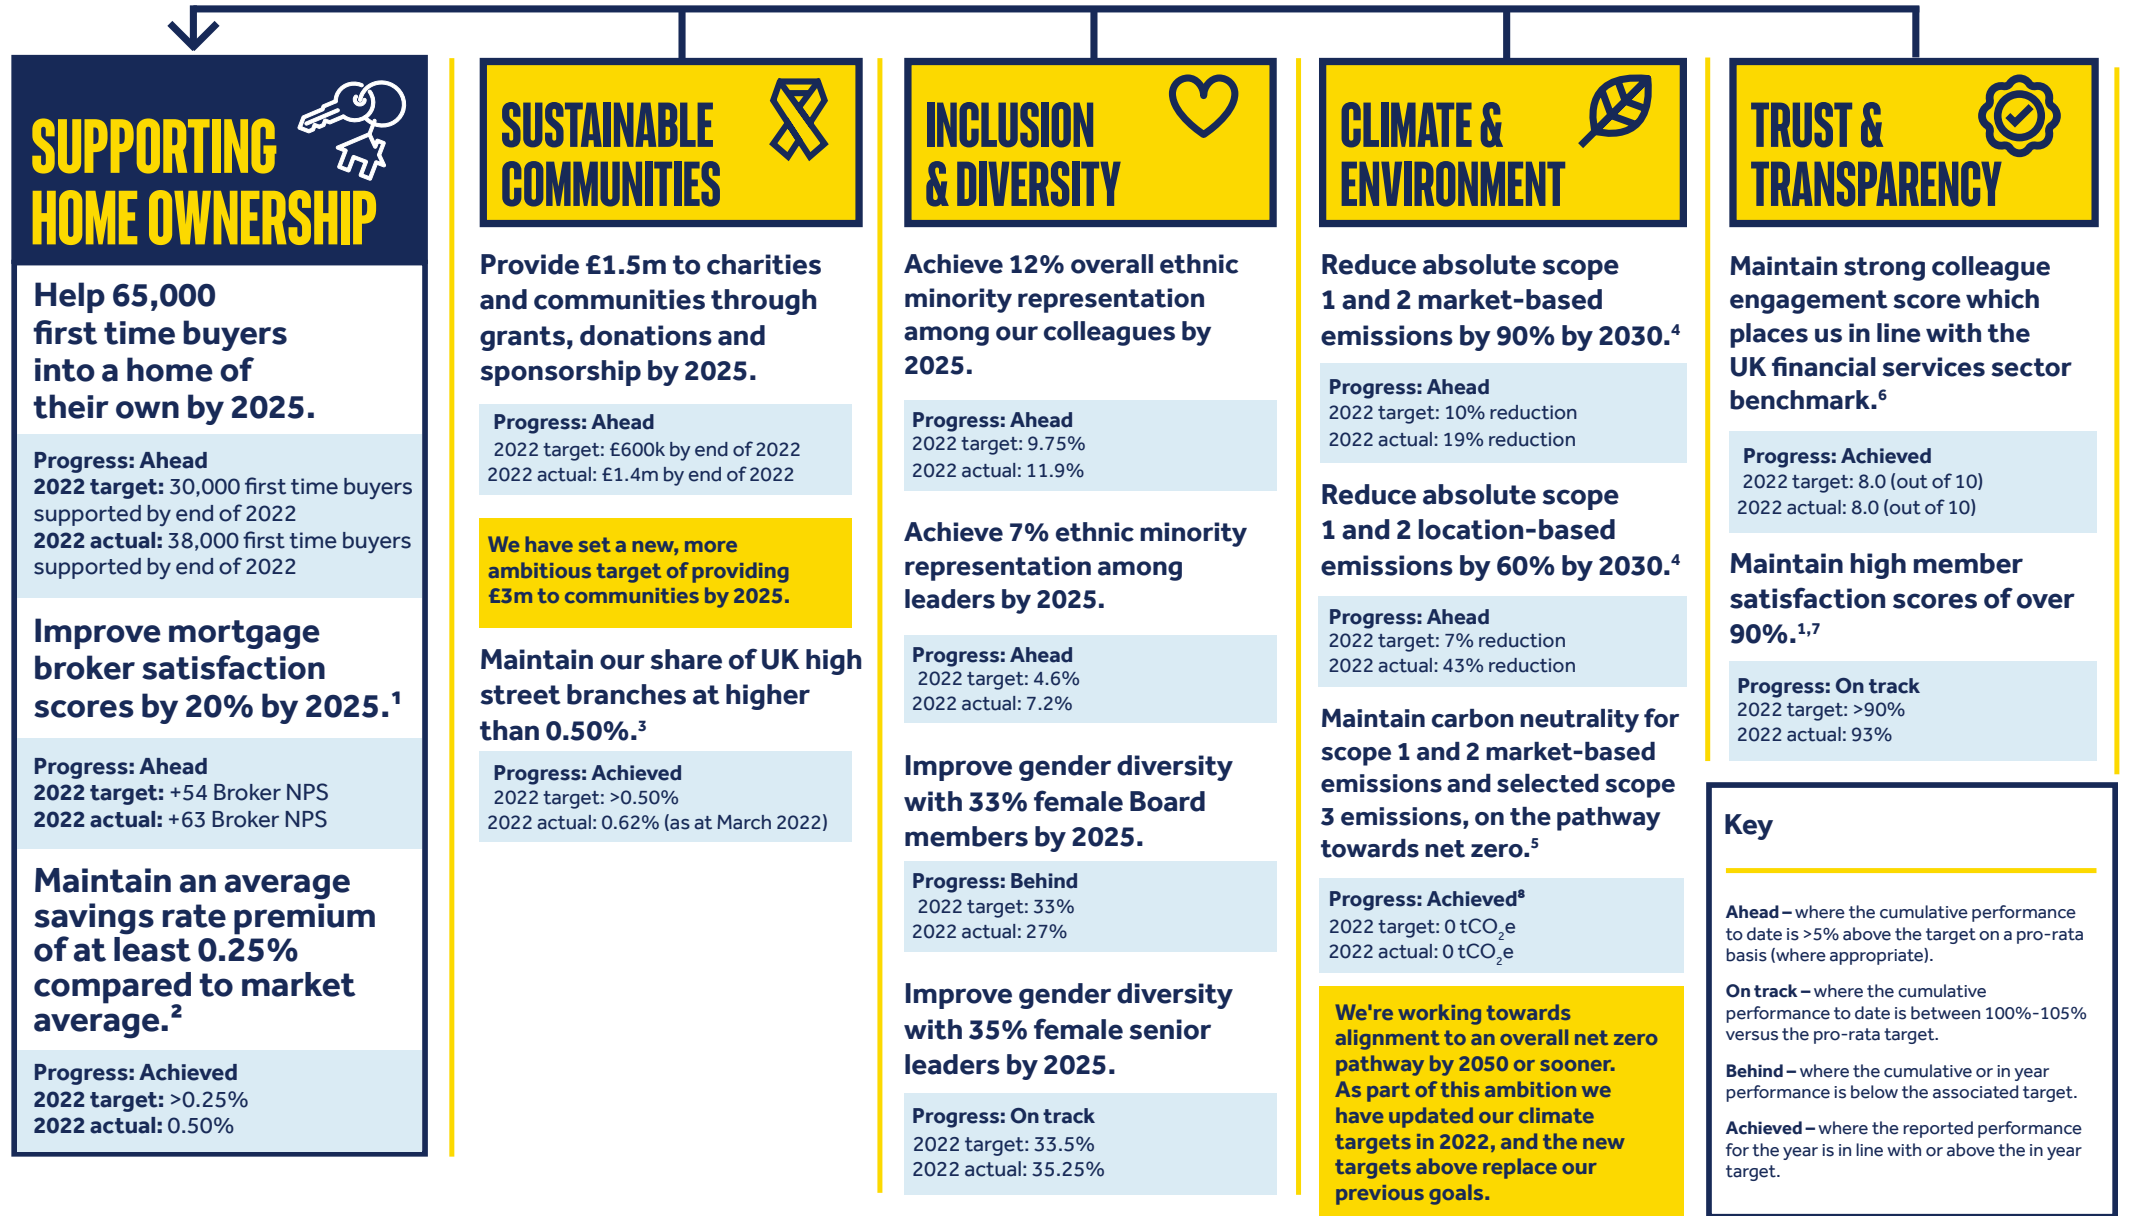 SUPPORTING
HOME OWNERSHIP
Help 65,000
first time buyers
into a home of
their own by 2025.
Progress: Ahead
2022 target: 30,000 first time buyers
supported by end of 2022
2022 actual: 38,000 first time buyers
supported by end of 2022
Improve mortgage
broker satisfaction
scores by 20% by 2025.¹
Progress: Ahead
2022 target: +54 Broker NPS
2022 actual: +63 Broker NPS
Maintain an average
savings rate premium
of at least 0.25%
compared to market
average.²
Progress: Achieved
2022 target: >0.25%
2022 actual: 0.50%
SUSTAINABLE
COMMUNITIES
Provide £1.5m to charities
and communities through
grants, donations and
sponsorship by 2025.
Progress: Ahead
2022 target: £600k by end of 2022
2022 actual: £1.4m by end of 2022
We have set a new, more
ambitious target of providing
£3m to communities by 2025.
Maintain our share of UK high
street branches at higher
than 0.50%.³
Progress: Achieved
2022 target: >0.50%
2022 actual: 0.62% (as at March 2022)
INCLUSION
& DIVERSITY
Achieve 12% overall ethnic
minority representation
among our colleagues by
2025.
Progress: Ahead
2022 target: 9.75%
2022 actual: 11.9%
Achieve 7% ethnic minority
representation among
leaders by 2025.
Progress: Ahead
2022 target: 4.6%
2022 actual: 7.2%
Improve gender diversity
with 33% female Board
members by 2025.
Progress: Behind
2022 target: 33%
2022 actual: 27%
Improve gender diversity
with 35% female senior
leaders by 2025.
Progress: On track
2022 target: 33.5%
2022 actual: 35.25%
CLIMATE &
ENVIRONMENT
Reduce absolute scope
1 and 2 market-based
emissions by 90% by 2030.⁴
Progress: Ahead
2022 target: 10% reduction
2022 actual: 19% reduction
Reduce absolute scope
1 and 2 location-based
emissions by 60% by 2030.⁴
Progress: Ahead
2022 target: 7% reduction
2022 actual: 43% reduction
Maintain carbon neutrality for
scope 1 and 2 market-based
emissions and selected scope
3 emissions, on the pathway
towards net zero.⁵
Progress: Achieved⁸
2022 target: 0 tCO₂e
2022 actual: 0 tCO₂e
We're working towards
alignment to an overall net zero
pathway by 2050 or sooner.
As part of this ambition we
have updated our climate
targets in 2022, and the new
targets above replace our
previous goals.
TRUST &
TRANSPARENCY
Maintain strong colleague
engagement score which
places us in line with the
UK financial services sector
benchmark.⁶
Progress: Achieved
2022 target: 8.0 (out of 10)
2022 actual: 8.0 (out of 10)
Maintain high member
satisfaction scores of over
90%.¹,⁷
Progress: On track
2022 target: >90%
2022 actual: 93%
Key
Ahead – where the cumulative performance
to date is >5% above the target on a pro-rata
basis (where appropriate).
On track – where the cumulative
performance to date is between 100%-105%
versus the pro-rata target.
Behind – where the cumulative or in year
performance is below the associated target.
Achieved – where the reported performance
for the year is in line with or above the in year
target.